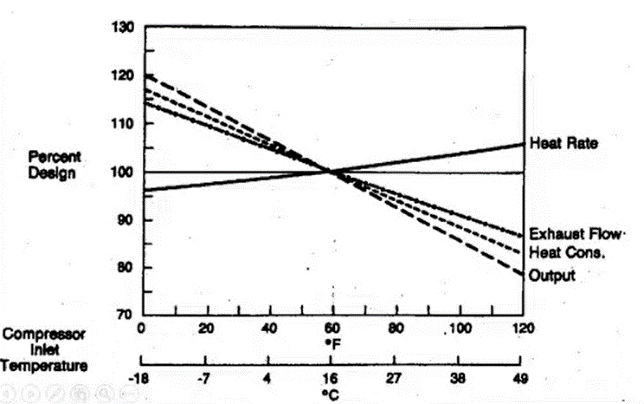 130
120
110
Percent
Design
100
90
80
70
Heat Rate
Exhaust Flow
Heat Cons.
Output
0 20 40 60 80 100 120
°F
Compressor
Inlet
Temperature
-18 -7 4 16 27 38 49
°C